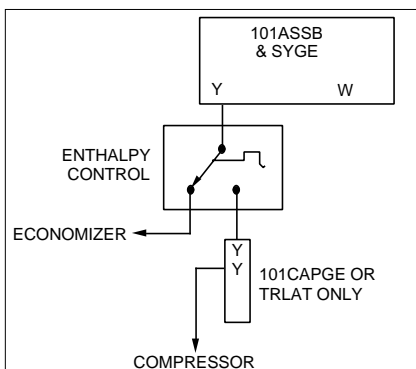 101ASSB
& SYGE
Y W
ENTHALPY
CONTROL
ECONOMIZER
Y
Y
101CAPGE OR
TRLAT ONLY
COMPRESSOR